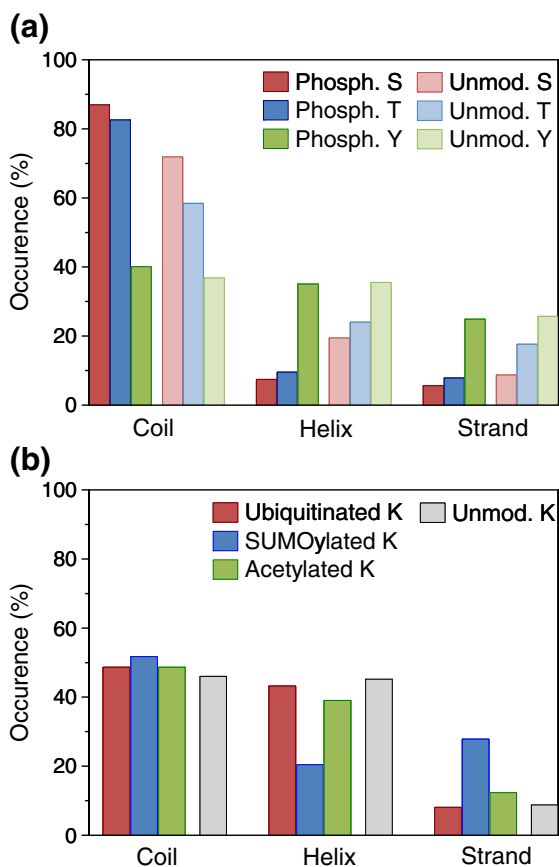 (a)
100
80
60
40
20
0
Occurence (%)
Phosph. S Unmod. S
Phosph. T Unmod. T
Phosph. Y Unmod. Y
Coil Helix Strand
(b)
100
80
60
40
20
0
Occurence (%)
Ubiquitinated K Unmod. K
SUMOylated K
Acetylated K
Coil Helix Strand